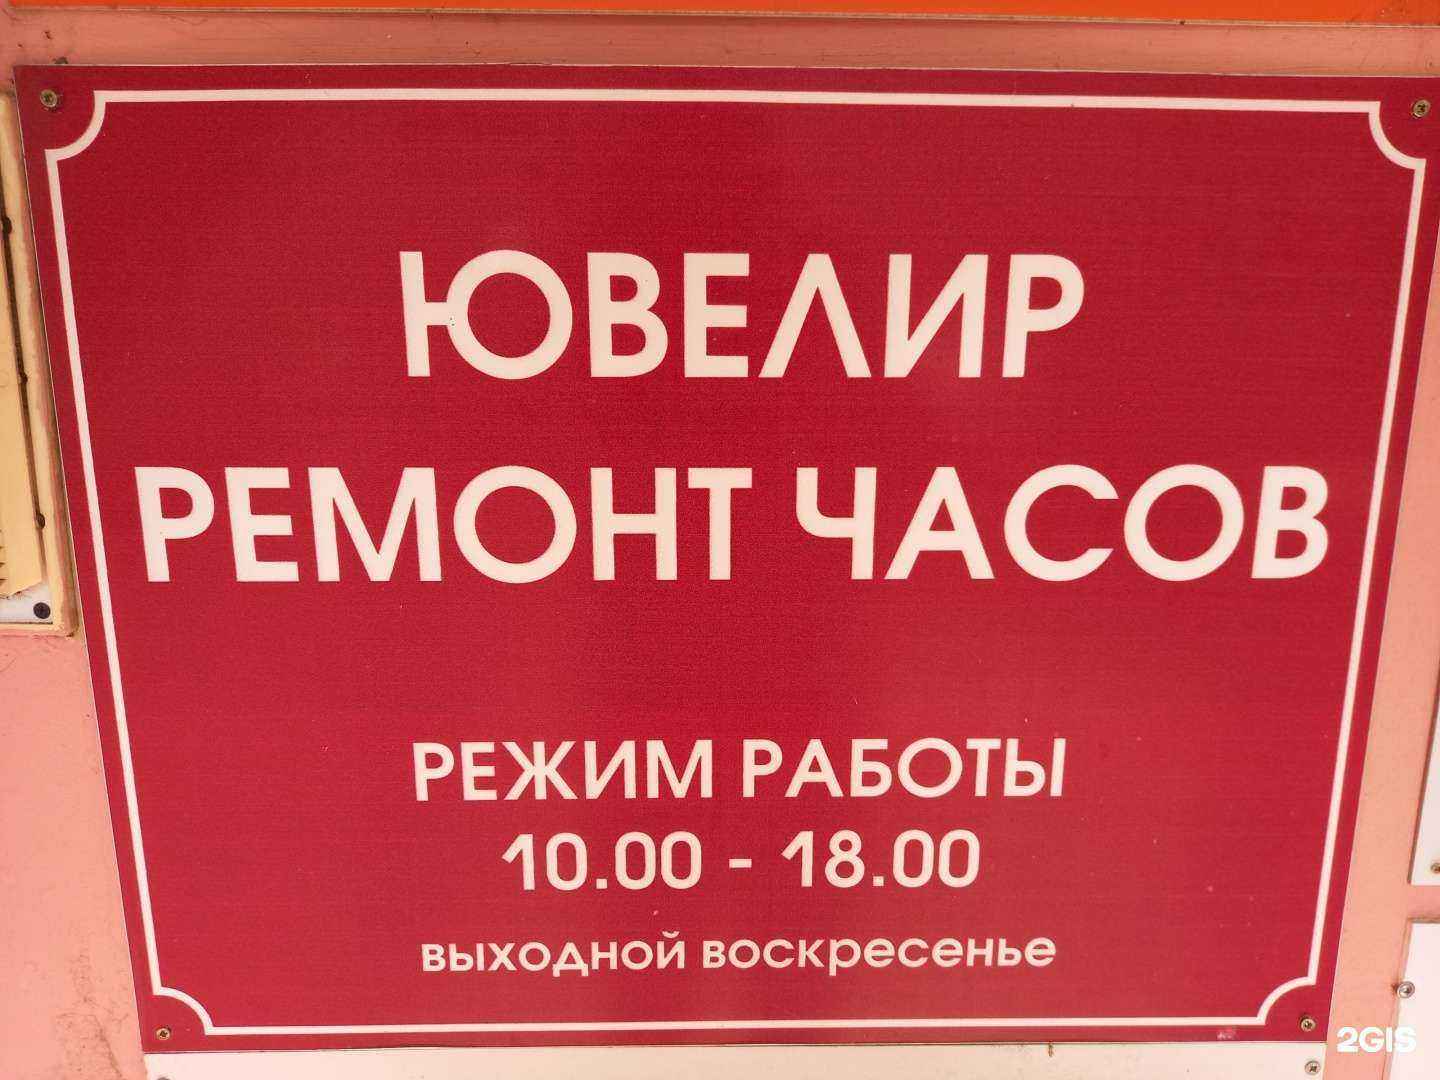 ЮВЕЛИР
РЕМОНТ ЧАСОВ
РЕЖИМ РАБОТЫ
10.00 - 18.00
выходной воскресенье
2GIS